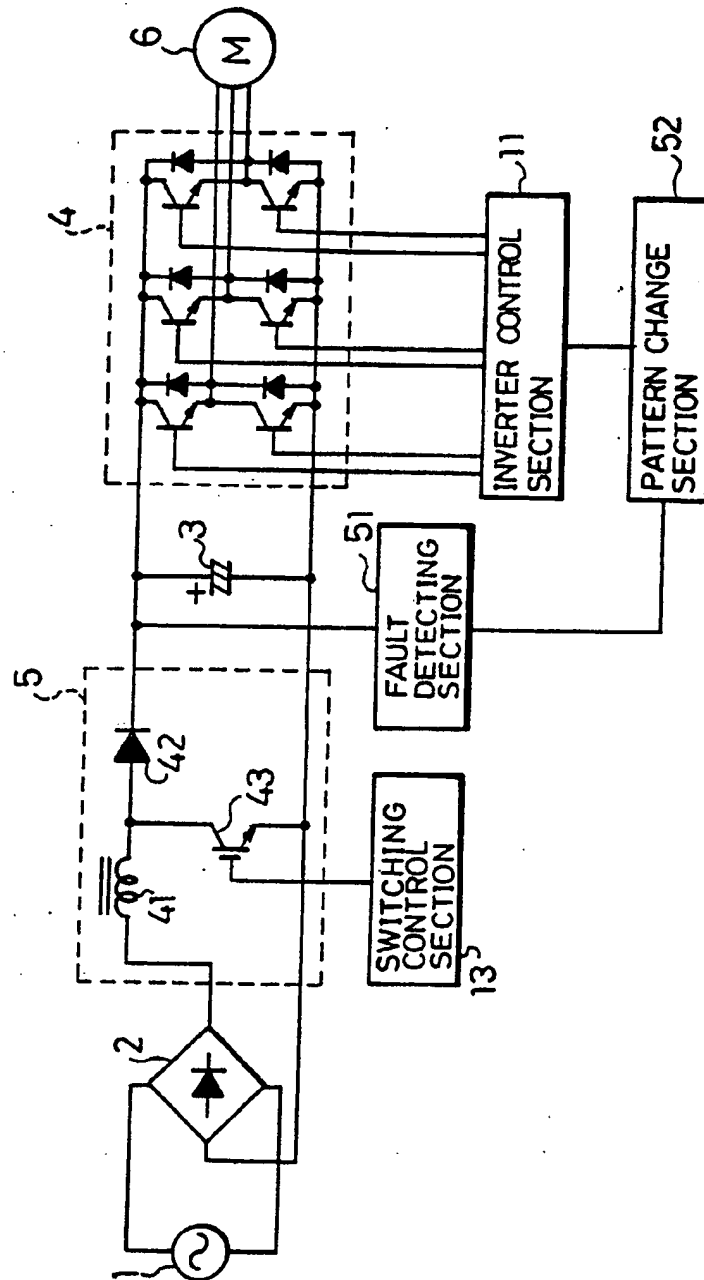 1
2
5
41
42
43
3
+
4
6
M
SWITCHING
CONTROL
SECTION
13
FAULT
DETECTING
SECTION
51
INVERTER CONTROL
SECTION
11
PATTERN CHANGE
SECTION
52